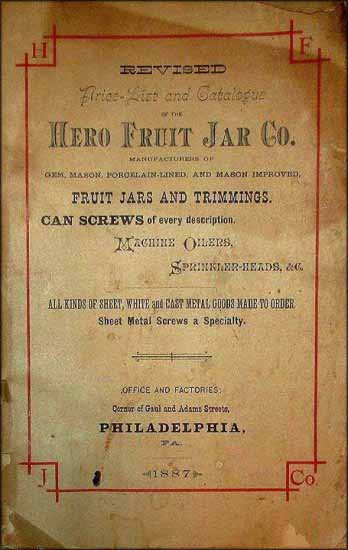 H F
REVISED
Price-List and Catalogue
OF THE
HERO FRUIT JAR CO.
MANUFACTURERS OF
GEM, MASON, PORCELAIN-LINED, AND MASON IMPROVED,
FRUIT JARS AND TRIMMINGS.
CAN SCREWS of every description.
MACHINE OILERS,
SPRINKLER-HEADS, &C.
ALL KINDS OF SHEET, WHITE and CAST METAL GOODS MADE TO ORDER.
Sheet Metal Screws a Specialty.
OFFICE AND FACTORIES:
Corner of Gaul and Adams Streets,
PHILADELPHIA,
PA.
1887
J Co.